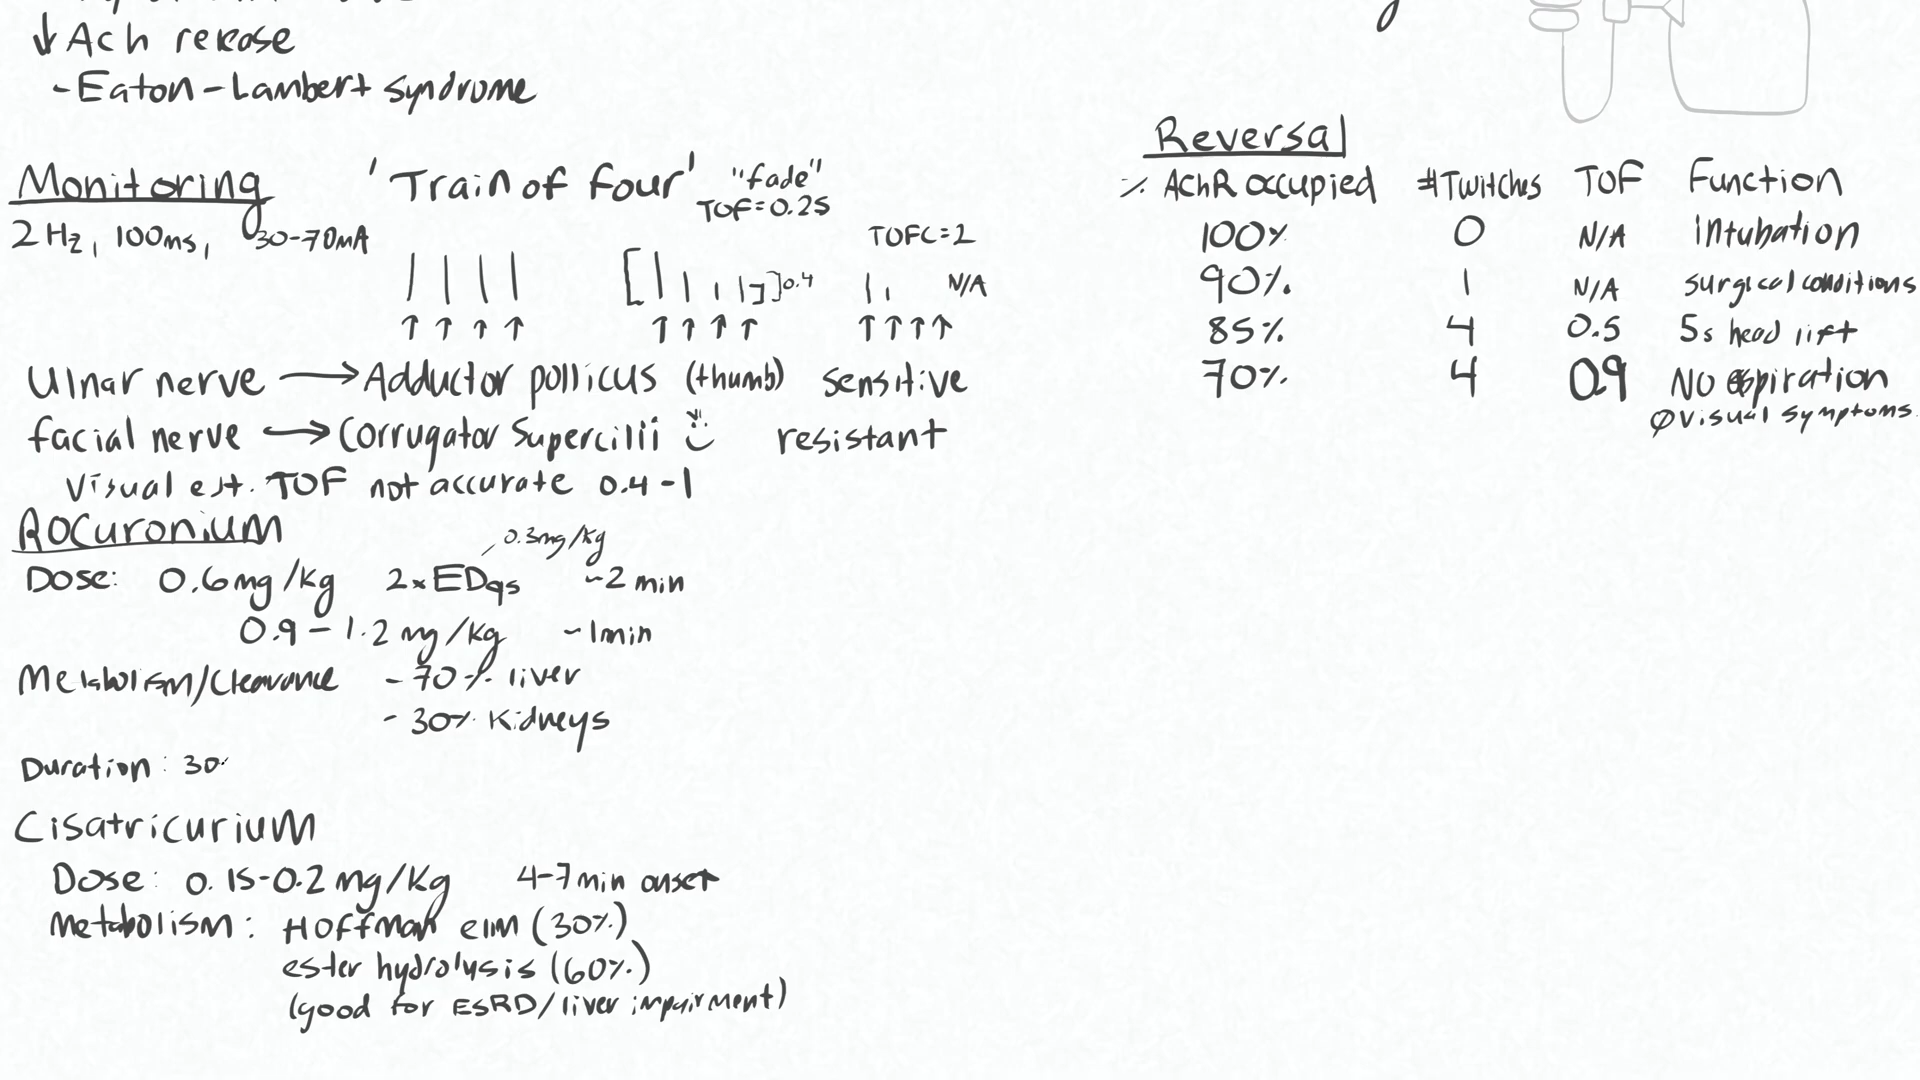 ↓ Ach release
- Eaton-Lambert syndrome
Monitoring 'Train of four' "fade"
TOF=0.25
2 Hz, 100ms, 30-70mA
TOFC=2
[ ]0.4 N/A
Ulnar nerve → Adductor pollicus (thumb) sensitive
facial nerve → Corrugator Supercilii resistant
Visual est. TOF not accurate 0.4-1
Rocuronium
0.3mg/kg
Dose: 0.6mg/kg 2xED95 ~2 min
0.9-1.2 mg/kg ~1min
Metabolism/Clearance - 70% liver
- 30% Kidneys
Duration: 30
Cisatricurium
Dose: 0.15-0.2 mg/kg 4-7min onset
Metabolism: Hoffman elim (30%)
ester hydrolysis (60%)
(good for ESRD/liver impairment)
Reversal
% AchR occupied #Twitches TOF Function
100% 0 N/A intubation
90% 1 N/A surgical conditions
85% 4 0.5 5s head lift
70% 4 0.9 No aspiration
Ø visual symptoms